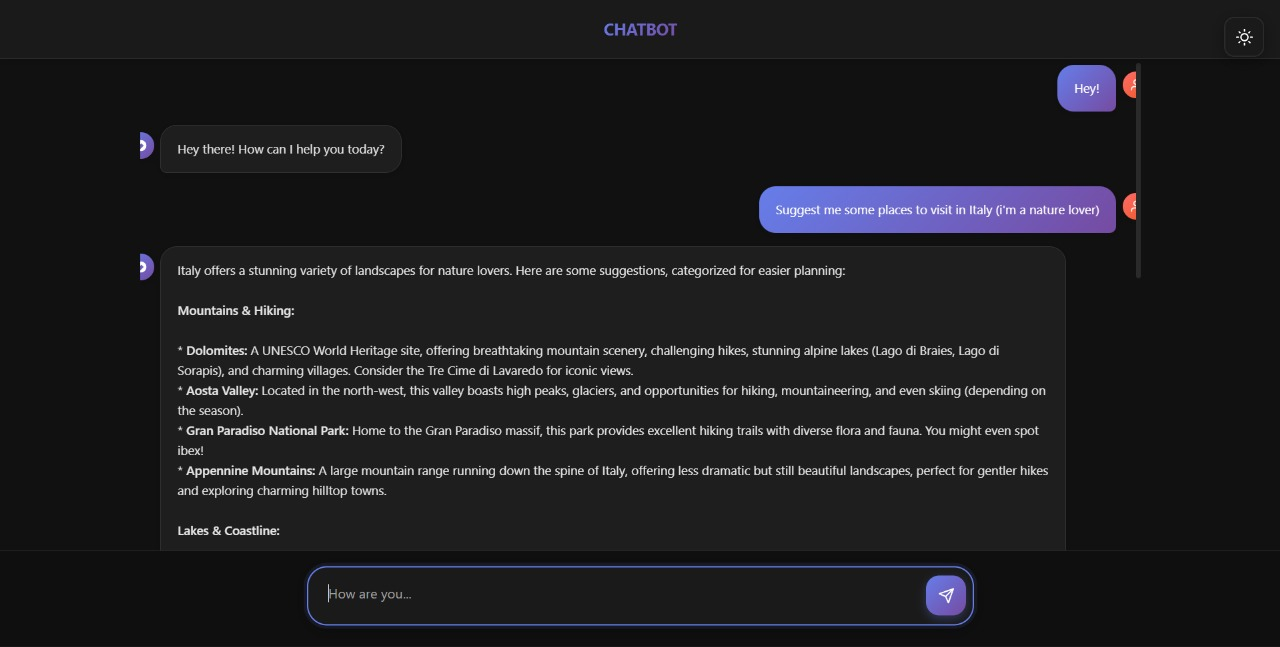 CHATBOT
Hey!
Hey there! How can I help you today?
Suggest me some places to visit in Italy (i'm a nature lover)
Italy offers a stunning variety of landscapes for nature lovers. Here are some suggestions, categorized for easier planning:
Mountains & Hiking:
* Dolomites: A UNESCO World Heritage site, offering breathtaking mountain scenery, challenging hikes, stunning alpine lakes (Lago di Braies, Lago di
Sorapis), and charming villages. Consider the Tre Cime di Lavaredo for iconic views.
* Aosta Valley: Located in the north-west, this valley boasts high peaks, glaciers, and opportunities for hiking, mountaineering, and even skiing (depending on
the season).
* Gran Paradiso National Park: Home to the Gran Paradiso massif, this park provides excellent hiking trails with diverse flora and fauna. You might even spot
ibex!
* Appennine Mountains: A large mountain range running down the spine of Italy, offering less dramatic but still beautiful landscapes, perfect for gentler hikes
and exploring charming hilltop towns.
Lakes & Coastline:
How are you...